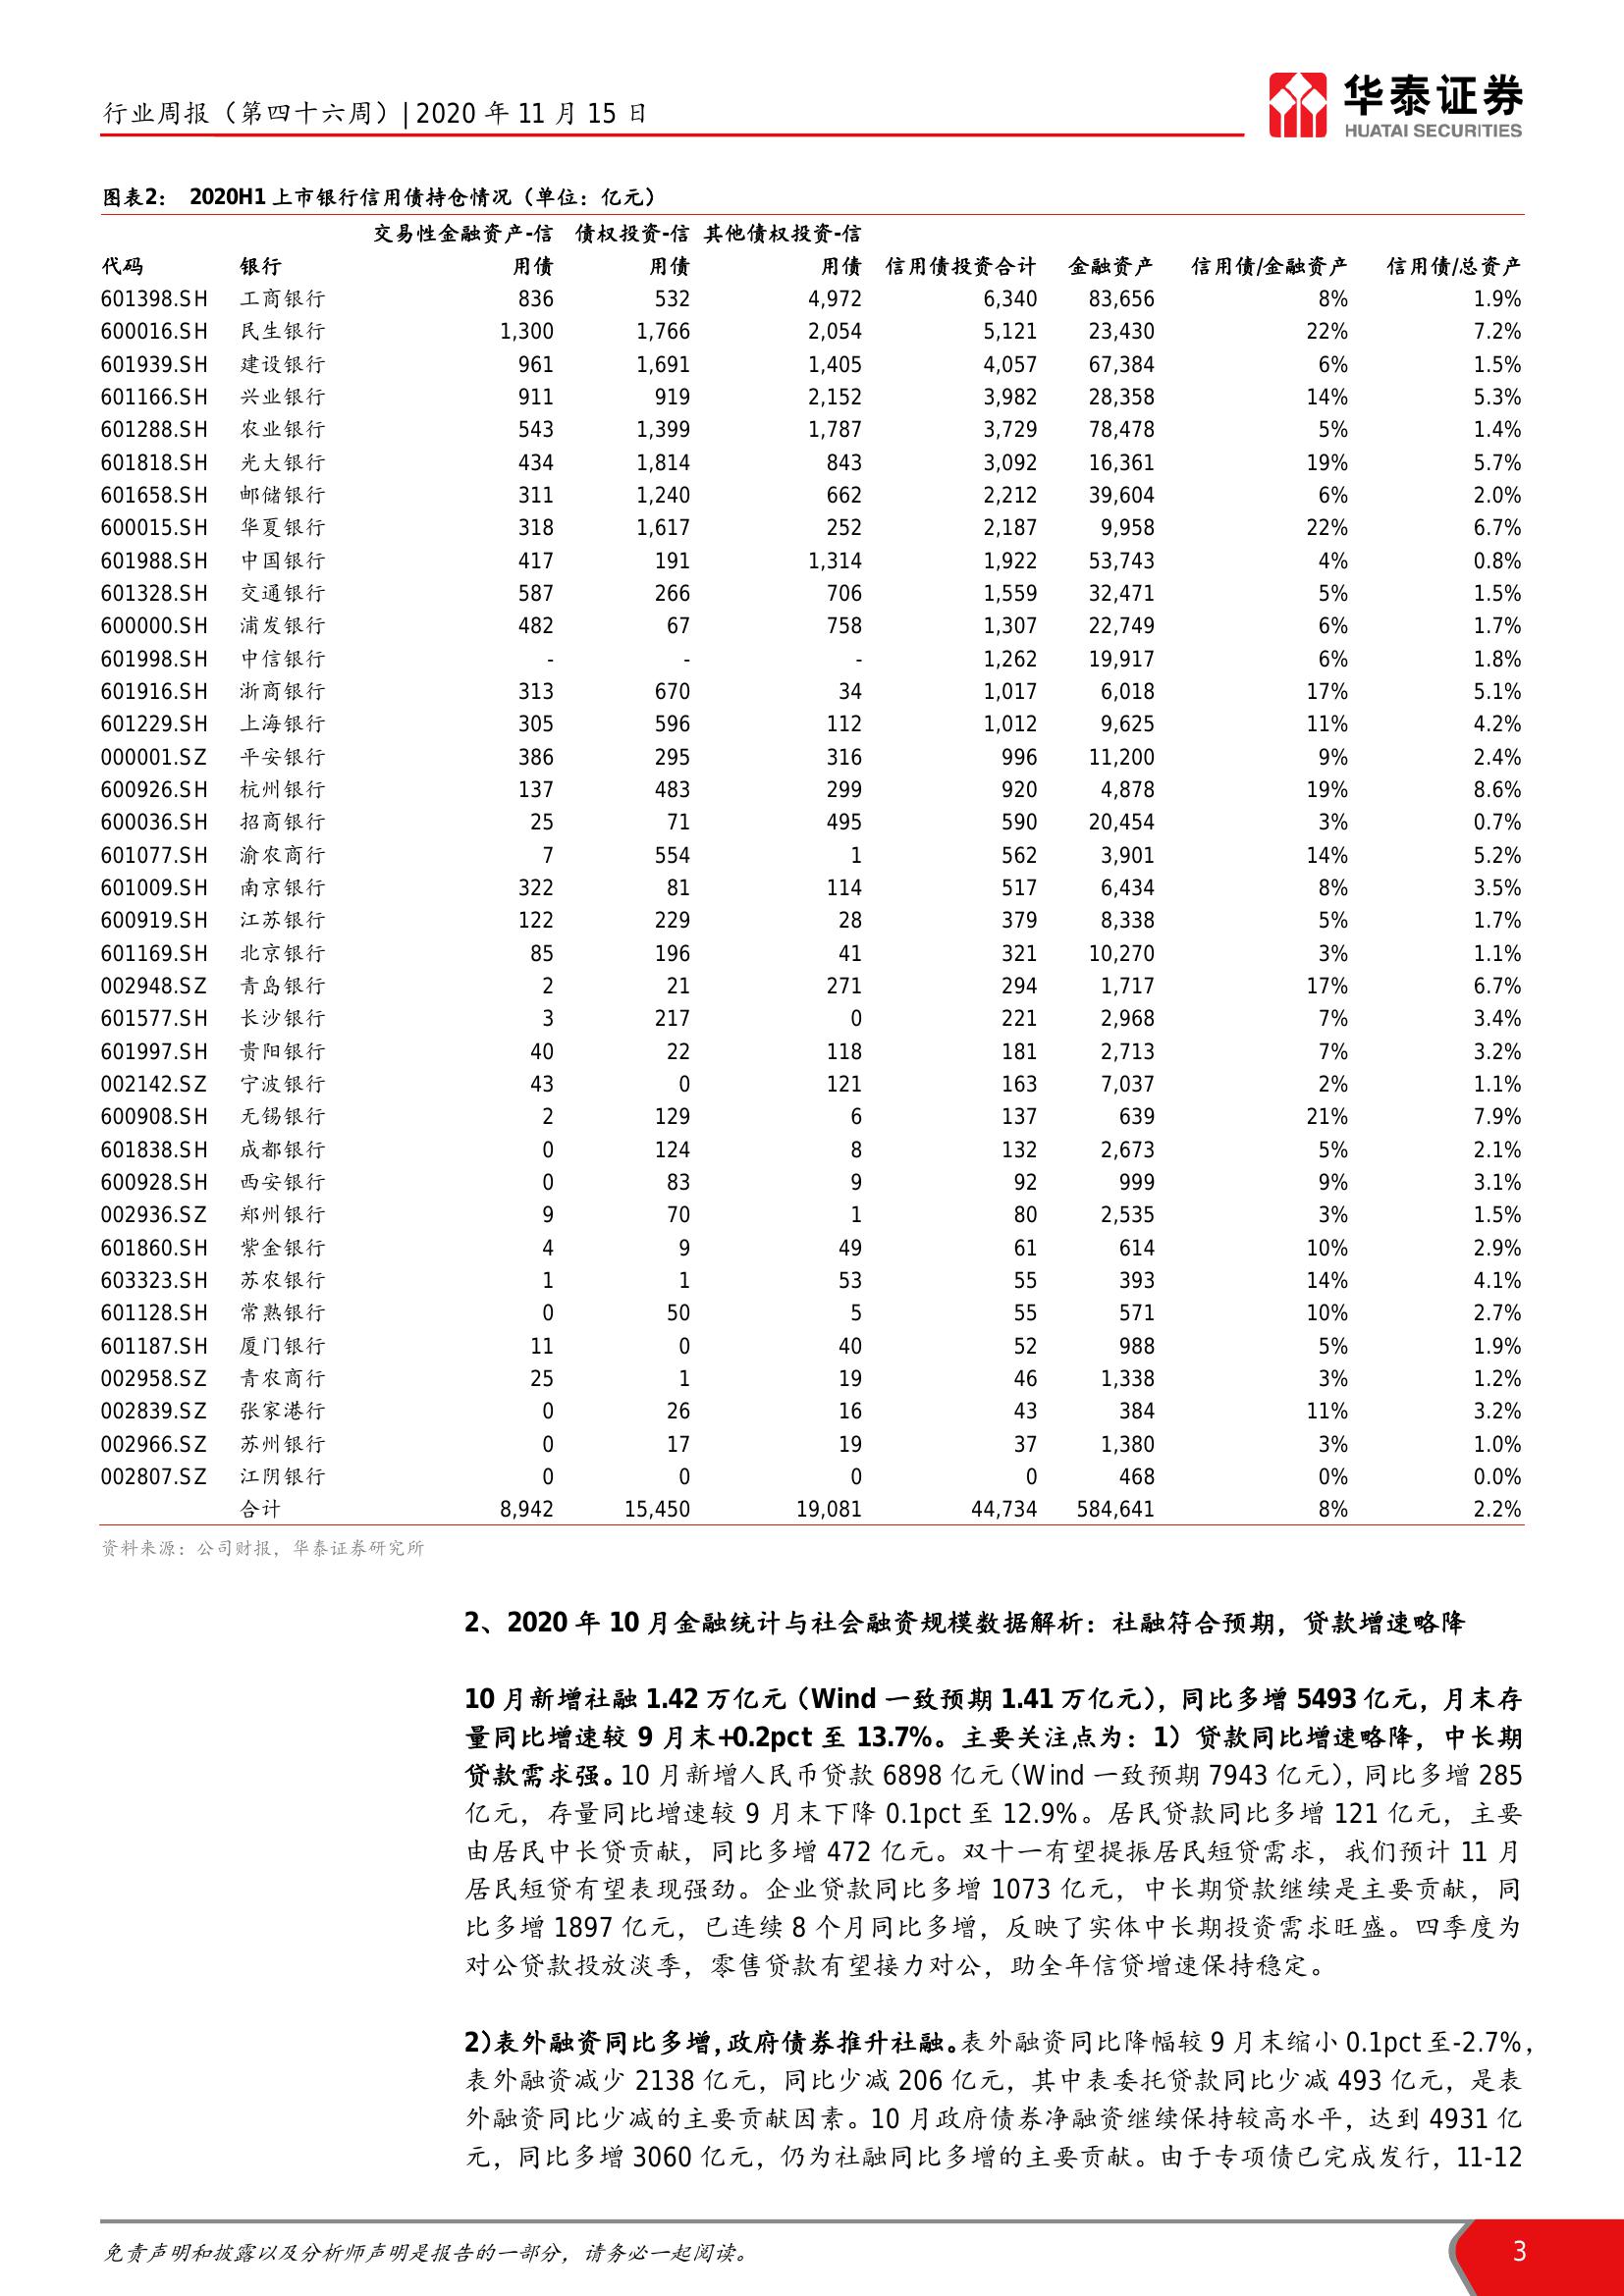 行业周报（第四十六周）|2020 年 11 月 15 日
华泰证券
HUATAI SECURITIES
图表2： 2020H1 上市银行信用债持仓情况（单位：亿元）
交易性金融资产-信 债权投资-信 其他债权投资-信
代码 银行 用债 用债 用债 信用债投资合计 金融资产 信用债/金融资产 信用债/总资产
601398.SH 工商银行 836 532 4,972 6,340 83,656 8% 1.9%
600016.SH 民生银行 1,300 1,766 2,054 5,121 23,430 22% 7.2%
601939.SH 建设银行 961 1,691 1,405 4,057 67,384 6% 1.5%
601166.SH 兴业银行 911 919 2,152 3,982 28,358 14% 5.3%
601288.SH 农业银行 543 1,399 1,787 3,729 78,478 5% 1.4%
601818.SH 光大银行 434 1,814 843 3,092 16,361 19% 5.7%
601658.SH 邮储银行 311 1,240 662 2,212 39,604 6% 2.0%
600015.SH 华夏银行 318 1,617 252 2,187 9,958 22% 6.7%
601988.SH 中国银行 417 191 1,314 1,922 53,743 4% 0.8%
601328.SH 交通银行 587 266 706 1,559 32,471 5% 1.5%
600000.SH 浦发银行 482 67 758 1,307 22,749 6% 1.7%
601998.SH 中信银行 - - - 1,262 19,917 6% 1.8%
601916.SH 浙商银行 313 670 34 1,017 6,018 17% 5.1%
601229.SH 上海银行 305 596 112 1,012 9,625 11% 4.2%
000001.SZ 平安银行 386 295 316 996 11,200 9% 2.4%
600926.SH 杭州银行 137 483 299 920 4,878 19% 8.6%
600036.SH 招商银行 25 71 495 590 20,454 3% 0.7%
601077.SH 渝农商行 7 554 1 562 3,901 14% 5.2%
601009.SH 南京银行 322 81 114 517 6,434 8% 3.5%
600919.SH 江苏银行 122 229 28 379 8,338 5% 1.7%
601169.SH 北京银行 85 196 41 321 10,270 3% 1.1%
002948.SZ 青岛银行 2 21 271 294 1,717 17% 6.7%
601577.SH 长沙银行 3 217 0 221 2,968 7% 3.4%
601997.SH 贵阳银行 40 22 118 181 2,713 7% 3.2%
002142.SZ 宁波银行 43 0 121 163 7,037 2% 1.1%
600908.SH 无锡银行 2 129 6 137 639 21% 7.9%
601838.SH 成都银行 0 124 8 132 2,673 5% 2.1%
600928.SH 西安银行 0 83 9 92 999 9% 3.1%
002936.SZ 郑州银行 9 70 1 80 2,535 3% 1.5%
601860.SH 紫金银行 4 9 49 61 614 10% 2.9%
603323.SH 苏农银行 1 1 53 55 393 14% 4.1%
601128.SH 常熟银行 0 50 5 55 571 10% 2.7%
601187.SH 厦门银行 11 0 40 52 988 5% 1.9%
002958.SZ 青农商行 25 1 19 46 1,338 3% 1.2%
002839.SZ 张家港行 0 26 16 43 384 11% 3.2%
002966.SZ 苏州银行 0 17 19 37 1,380 3% 1.0%
002807.SZ 江阴银行 0 0 0 0 468 0% 0.0%
合计 8,942 15,450 19,081 44,734 584,641 8% 2.2%
资料来源：公司财报，华泰证券研究所
2、2020 年 10 月金融统计与社会融资规模数据解析：社融符合预期，贷款增速略降
10 月新增社融 1.42 万亿元（Wind 一致预期 1.41 万亿元），同比多增 5493 亿元，月末存
量同比增速较 9 月末+0.2pct 至 13.7%。主要关注点为：1）贷款同比增速略降，中长期
贷款需求强。10 月新增人民币贷款 6898 亿元（Wind 一致预期 7943 亿元），同比多增 285
亿元，存量同比增速较 9 月末下降 0.1pct 至 12.9%。居民贷款同比多增 121 亿元，主要
由居民中长贷贡献，同比多增 472 亿元。双十一有望提振居民短贷需求，我们预计 11 月
居民短贷有望表现强劲。企业贷款同比多增 1073 亿元，中长期贷款继续是主要贡献，同
比多增 1897 亿元，已连续 8 个月同比多增，反映了实体中长期投资需求旺盛。四季度为
对公贷款投放淡季，零售贷款有望接力对公，助全年信贷增速保持稳定。
2)表外融资同比多增，政府债券推升社融。表外融资同比降幅较 9 月末缩小 0.1pct 至-2.7%，
表外融资减少 2138 亿元，同比少减 206 亿元，其中表委托贷款同比少减 493 亿元，是表
外融资同比少减的主要贡献因素。10 月政府债券净融资继续保持较高水平，达到 4931 亿
元，同比多增 3060 亿元，仍为社融同比多增的主要贡献。由于专项债已完成发行，11-12
免责声明和披露以及分析师声明是报告的一部分，请务必一起阅读。
3